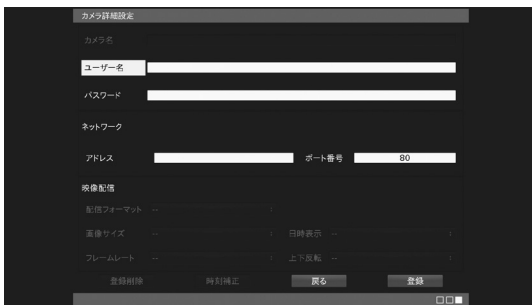 カメラ詳細設定
カメラ名
ユーザー名
パスワード
ネットワーク
アドレス ポート番号 80
映像配信
配信フォーマット -- :
画像サイズ -- : 日時表示 -- :
フレームレート -- : 上下反転 -- :
登録削除 時刻補正 戻る 登録